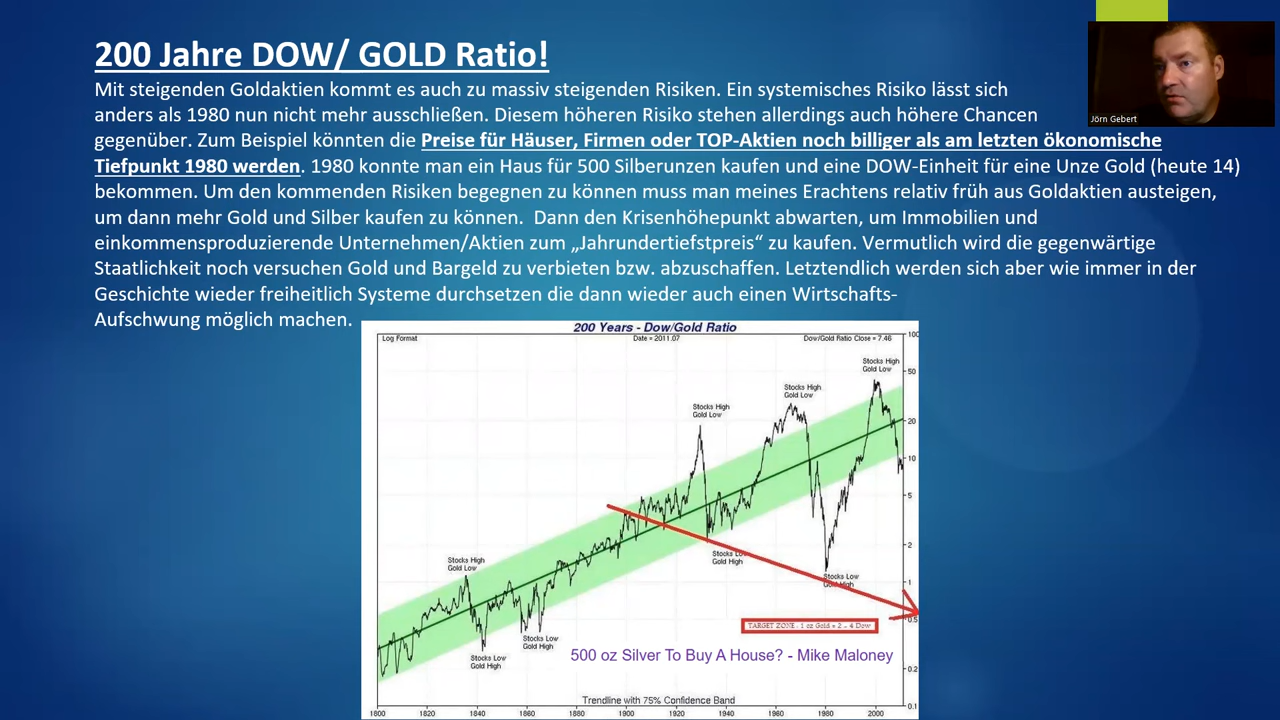 200 Jahre DOW/ GOLD Ratio!
Mit steigenden Goldaktien kommt es auch zu massiv steigenden Risiken. Ein systemisches Risiko lässt sich
anders als 1980 nun nicht mehr ausschließen. Diesem höheren Risiko stehen allerdings auch höhere Chancen
gegenüber. Zum Beispiel könnten die Preise für Häuser, Firmen oder TOP-Aktien noch billiger als am letzten ökonomische
Tiefpunkt 1980 werden. 1980 konnte man ein Haus für 500 Silberunzen kaufen und eine DOW-Einheit für eine Unze Gold (heute 14)
bekommen. Um den kommenden Risiken begegnen zu können muss man meines Erachtens relativ früh aus Goldaktien austeigen,
um dann mehr Gold und Silber kaufen zu können. Dann den Krisenhöhepunkt abwarten, um Immobilien und
einkommensproduzierende Unternehmen/Aktien zum „Jahrundertiefstpreis“ zu kaufen. Vermutlich wird die gegenwärtige
Staatlichkeit noch versuchen Gold und Bargeld zu verbieten bzw. abzuschaffen. Letztendlich werden sich aber wie immer in der
Geschichte wieder freiheitlich Systeme durchsetzen die dann wieder auch einen Wirtschafts-
Aufschwung möglich machen.
Jörn Gebert
200 Years - Dow/Gold Ratio
Log Format
Date = 2011.07
Dow/Gold Ratio Close = 7.46
100
Stocks High
Gold Low
50
Stocks High
Gold Low
Stocks High
Gold Low
20
10
5
2
Stocks Low
Gold High
Stocks High
Gold Low
Stocks Low
Gold High
1
0.5
TARGET ZONE : 1 oz Gold = 2 - 4 Dow
Stocks Low
Gold High
Stocks Low
Gold High
500 oz Silver To Buy A House? - Mike Maloney
0.2
Trendline with 75% Confidence Band
0.1
1800 1820 1840 1860 1880 1900 1920 1940 1960 1980 2000